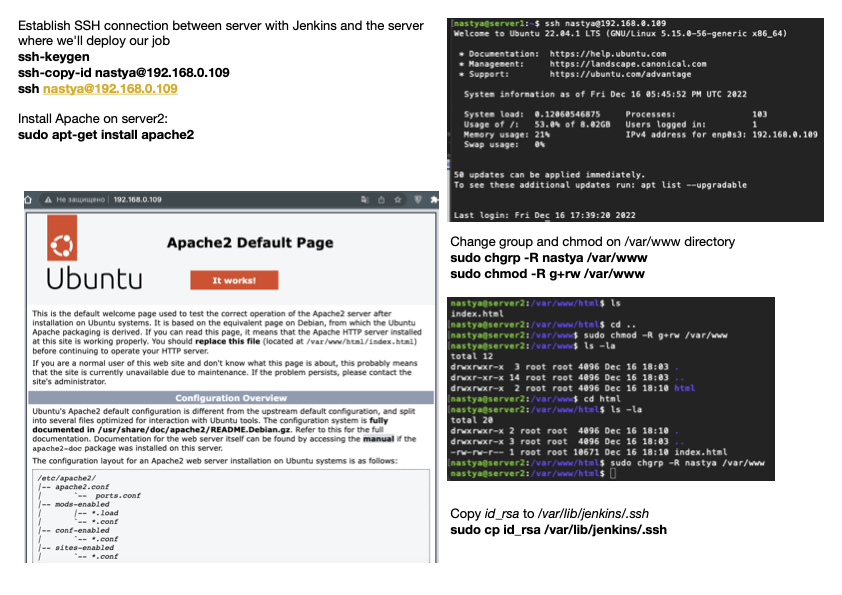 Establish SSH connection between server with Jenkins and the server
where we'll deploy our job
ssh-keygen
ssh-copy-id nastya@192.168.0.109
ssh nastya@192.168.0.109
Install Apache on server2:
sudo apt-get install apache2
Не защищено | 192.168.0.109
Apache2 Default Page
Ubuntu
It works!
This is the default welcome page used to test the correct operation of the Apache2 server after
installation on Ubuntu systems. It is based on the equivalent page on Debian, from which the Ubuntu
Apache packaging is derived. If you can read this page, it means that the Apache HTTP server installed
at this site is working properly. You should replace this file (located at /var/www/html/index.html)
before continuing to operate your HTTP server.
If you are a normal user of this web site and don't know what this page is about, this probably means
that the site is currently unavailable due to maintenance. If the problem persists, please contact the
site's administrator.
Configuration Overview
Ubuntu's Apache2 default configuration is different from the upstream default configuration, and split
into several files optimized for interaction with Ubuntu tools. The configuration system is fully
documented in /usr/share/doc/apache2/README.Debian.gz. Refer to this for the full
documentation. Documentation for the web server itself can be found by accessing the manual if the
apache2-doc package was installed on this server.
The configuration layout for an Apache2 web server installation on Ubuntu systems is as follows:
/etc/apache2/
|-- apache2.conf
|       `--  ports.conf
|-- mods-enabled
|       |-- *.load
|       `-- *.conf
|-- conf-enabled
|       `-- *.conf
|-- sites-enabled
|       `-- *.conf
nastya@server1:~$ ssh nastya@192.168.0.109
Welcome to Ubuntu 22.04.1 LTS (GNU/Linux 5.15.0-56-generic x86_64)
* Documentation:  https://help.ubuntu.com
* Management:     https://landscape.canonical.com
* Support:        https://ubuntu.com/advantage
System information as of Fri Dec 16 05:45:52 PM UTC 2022
System load:  0.12060546875    Processes:               103
Usage of /:   53.0% of 8.02GB  Users logged in:         1
Memory usage: 21%              IPv4 address for enp0s3: 192.168.0.109
Swap usage:   0%
50 updates can be applied immediately.
To see these additional updates run: apt list --upgradable
Last login: Fri Dec 16 17:39:20 2022
Change group and chmod on /var/www directory
sudo chgrp -R nastya /var/www
sudo chmod -R g+rw /var/www
nastya@server2:/var/www/html$ ls
index.html
nastya@server2:/var/www/html$ cd ..
nastya@server2:/var/www$ sudo chmod -R g+rw /var/www
nastya@server2:/var/www$ ls -la
total 12
drwxrwxr-x  3 root root 4096 Dec 16 18:03 .
drwxr-xr-x 14 root root 4096 Dec 16 18:03 ..
drwxrwxr-x  2 root root 4096 Dec 16 18:10 html
nastya@server2:/var/www$ cd html
nastya@server2:/var/www/html$ ls -la
total 20
drwxrwxr-x 2 root root  4096 Dec 16 18:10 .
drwxrwxr-x 3 root root  4096 Dec 16 18:03 ..
-rw-rw-r-- 1 root root 10671 Dec 16 18:10 index.html
nastya@server2:/var/www/html$ sudo chgrp -R nastya /var/www
nastya@server2:/var/www/html$
Copy id_rsa to /var/lib/jenkins/.ssh
sudo cp id_rsa /var/lib/jenkins/.ssh